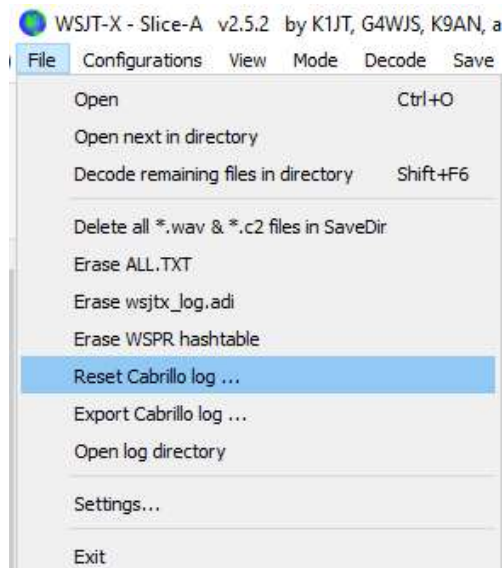 WSJT-X - Slice-A v2.5.2 by K1JT, G4WJS, K9AN, a
File Configurations View Mode Decode Save
Open Ctrl+O
Open next in directory
Decode remaining files in directory Shift+F6
Delete all *.wav & *.c2 files in SaveDir
Erase ALL.TXT
Erase wsjtx_log.adi
Erase WSPR hashtable
Reset Cabrillo log ...
Export Cabrillo log ...
Open log directory
Settings...
Exit